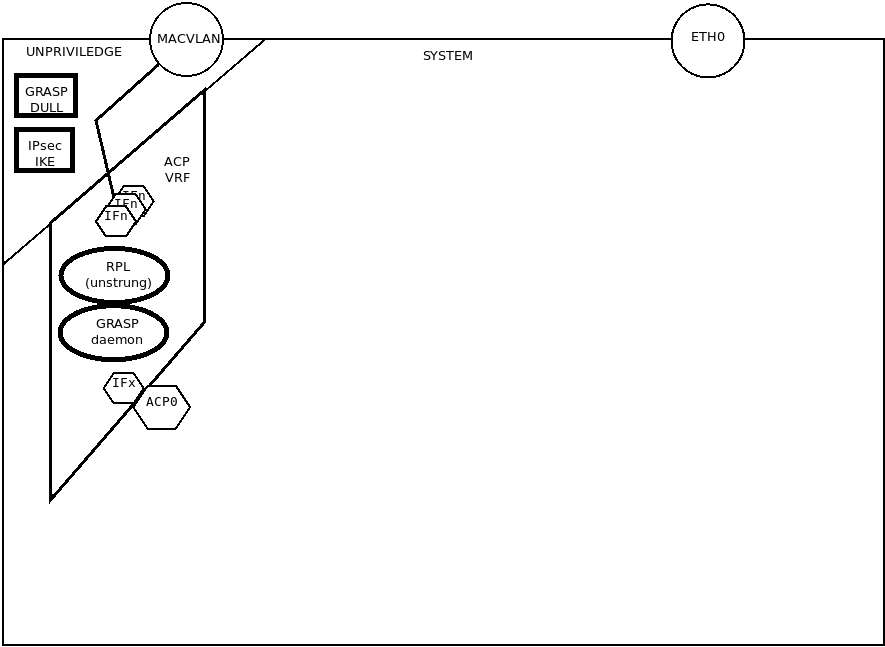 MACVLAN
ETH0
UNPRIVILEDGE
SYSTEM
GRASP
DULL
IPsec
IKE
ACP
VRF
IFn
IFn
IFn
RPL
(unstrung)
GRASP
daemon
IFx
ACP0